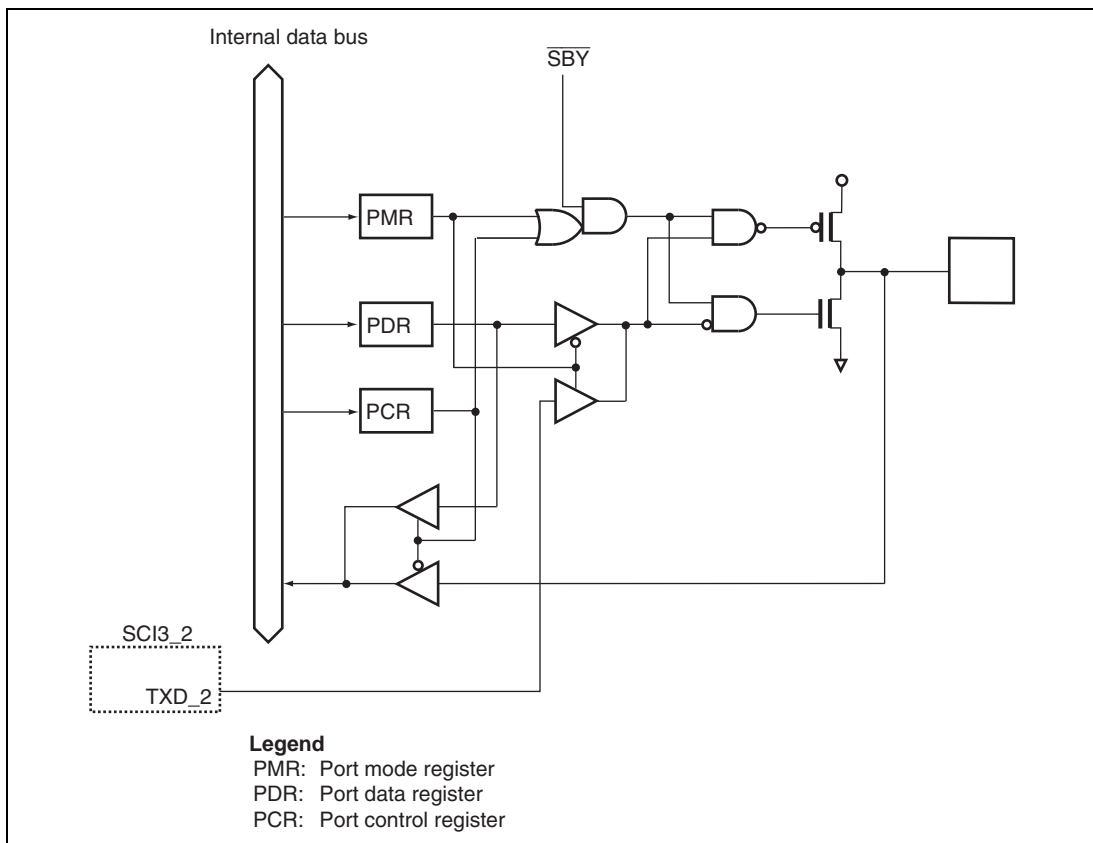 Internal data bus
SBY
PMR
PDR
PCR
SCI3_2
TXD_2
Legend
PMR: Port mode register
PDR: Port data register
PCR: Port control register